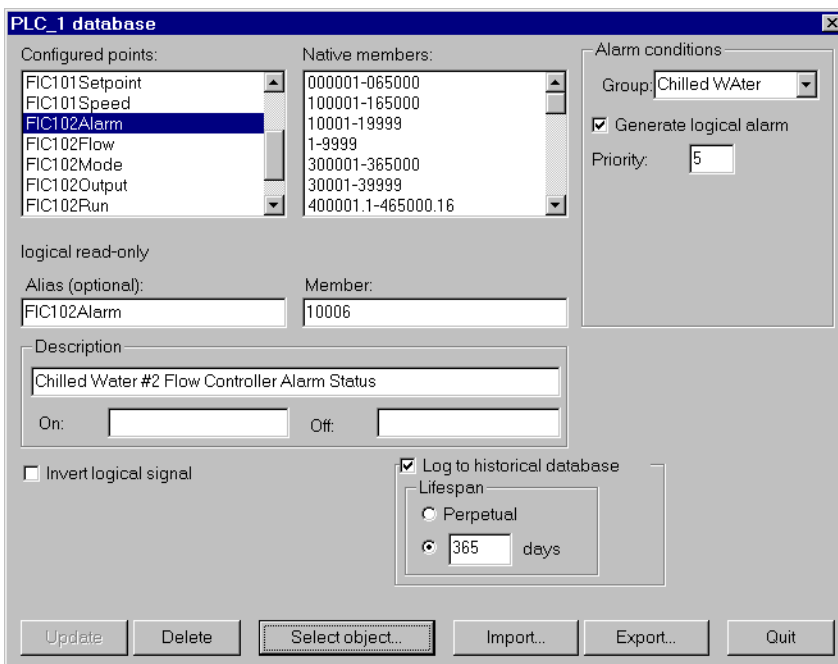 PLC_1 database
Configured points:
FIC101Setpoint
FIC101Speed
FIC102Alarm
FIC102Flow
FIC102Mode
FIC102Output
FIC102Run
Native members:
000001-065000
100001-165000
10001-19999
1-9999
300001-365000
30001-39999
400001.1-465000.16
Alarm conditions
Group: Chilled WAter
Generate logical alarm
Priority: 5
logical read-only
Alias (optional):
FIC102Alarm
Member:
10006
Description
Chilled Water #2 Flow Controller Alarm Status
On: Off:
Invert logical signal
Log to historical database
Lifespan
Perpetual
365 days
Update Delete Select object... Import... Export... Quit